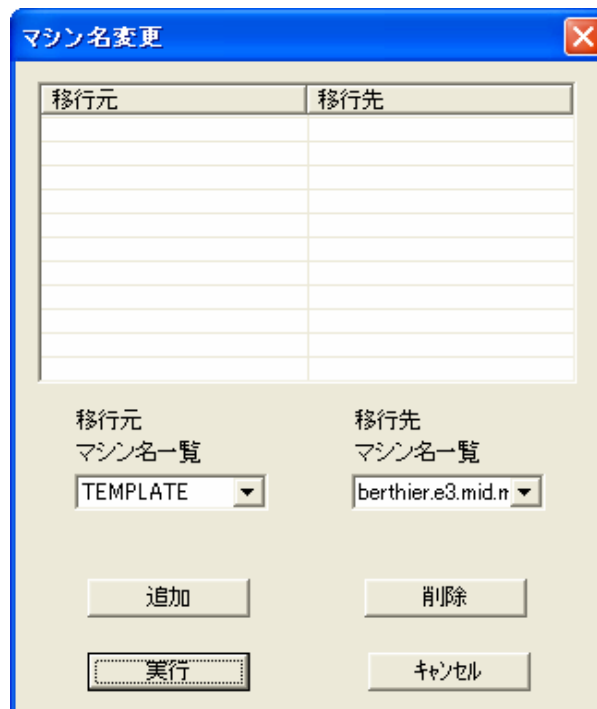 マシン名変更
移行元 移行先
移行元 移行先
マシン名一覧 マシン名一覧
TEMPLATE berthier.e3.mid.
追加 削除
実行 キャンセル